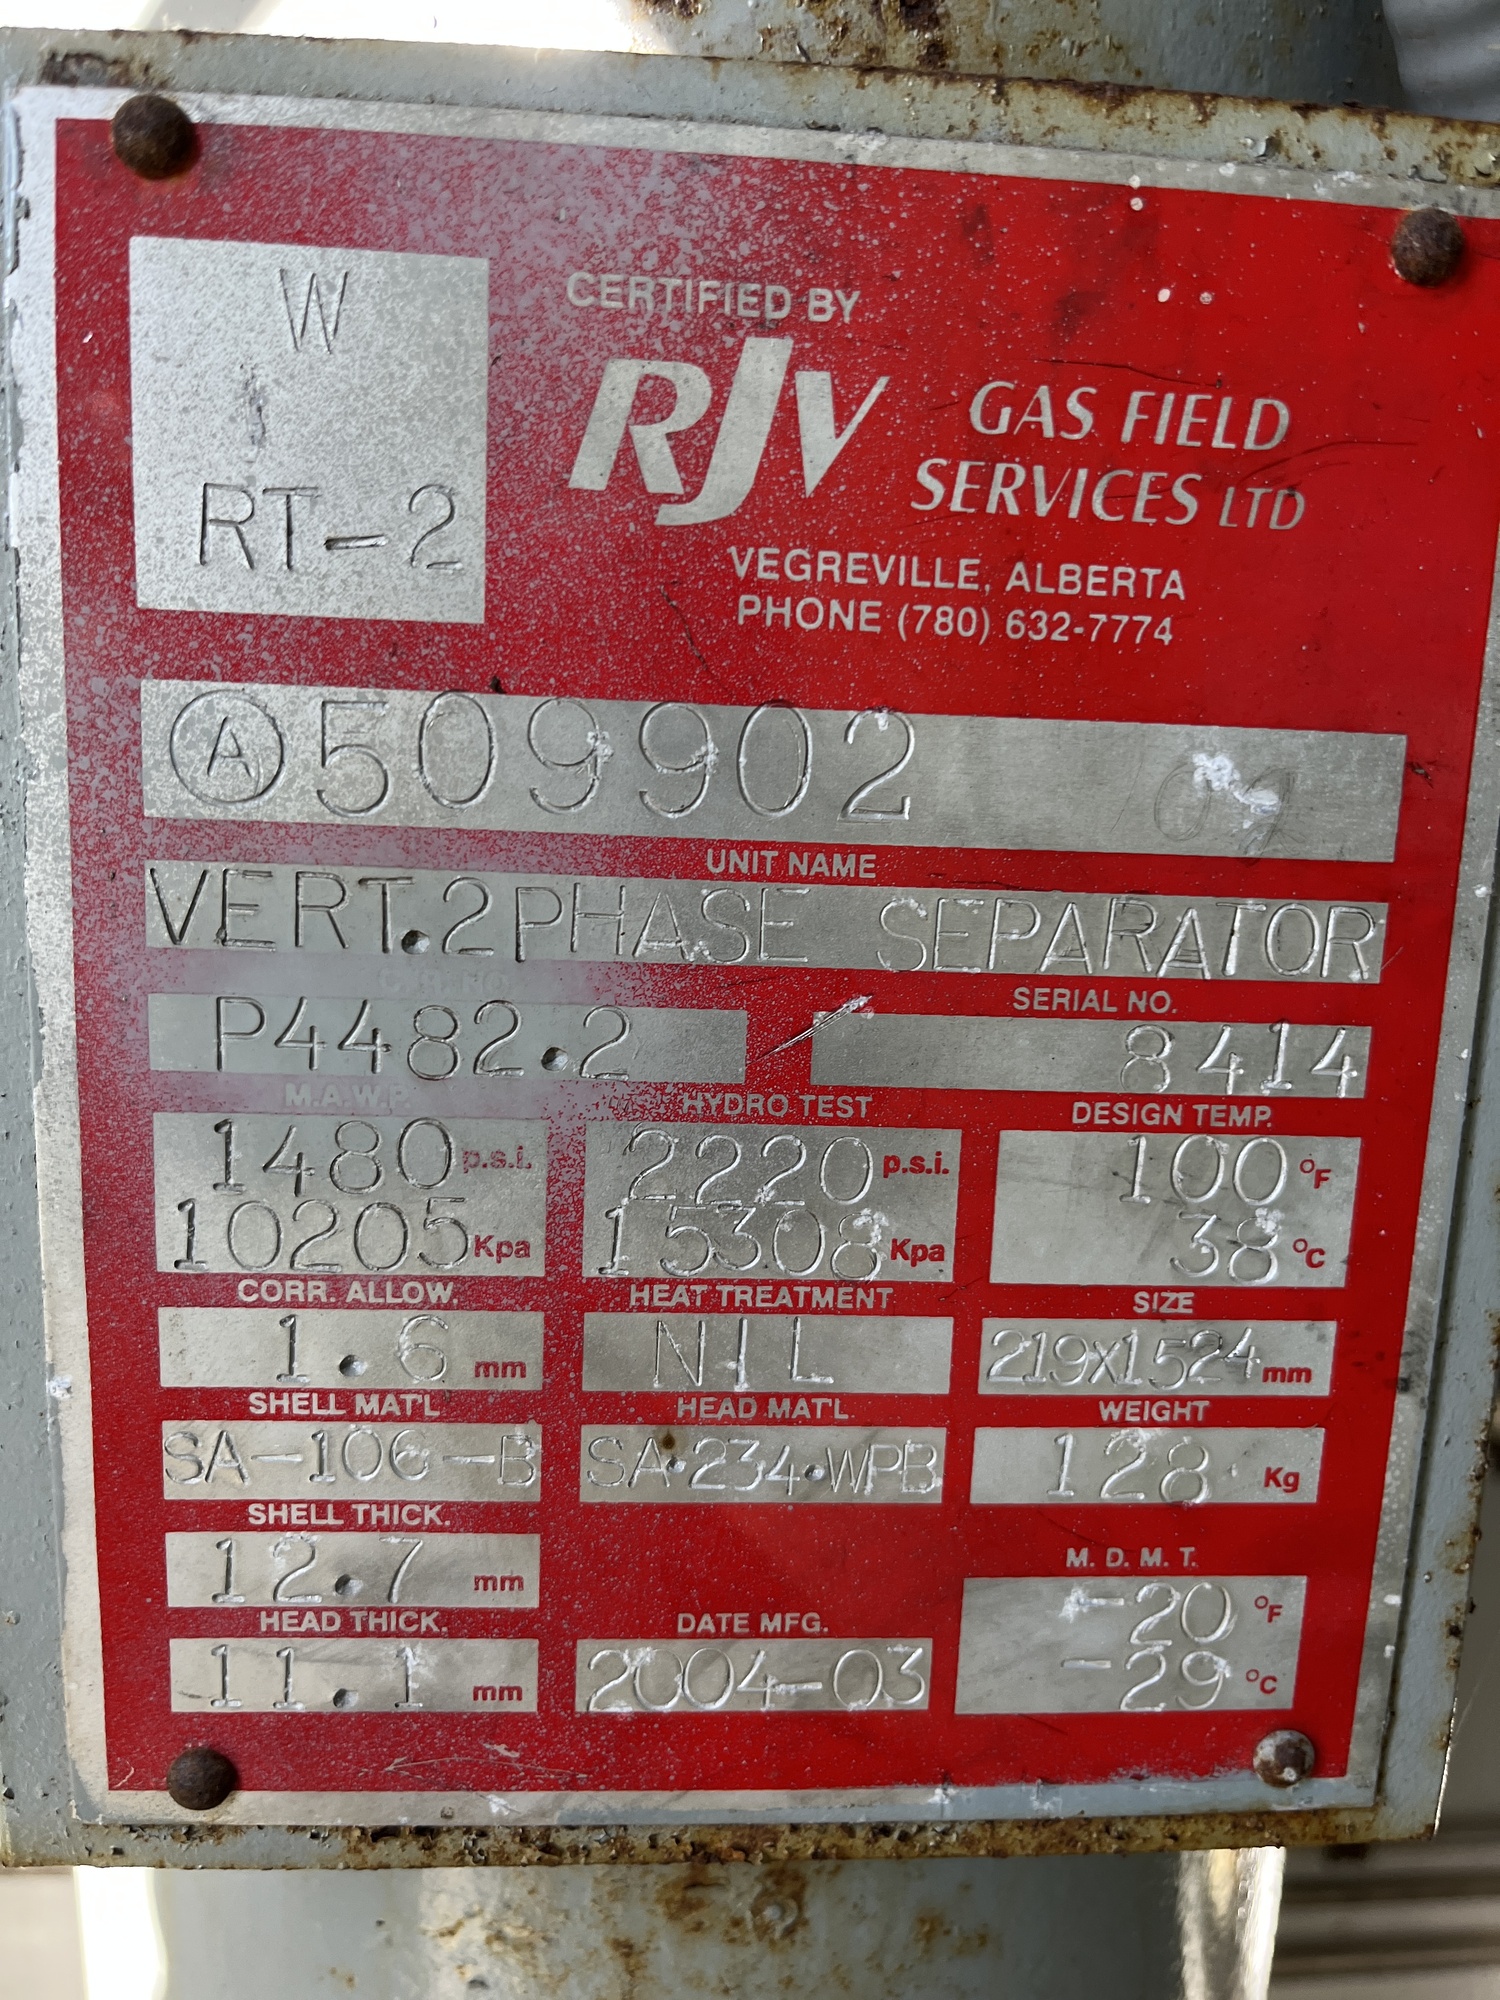 W
RT-2
CERTIFIED BY
RJV GAS FIELD
SERVICES LTD
VEGREVILLE, ALBERTA
PHONE (780) 632-7774
Ⓐ 509902
UNIT NAME
VERT.2PHASE SEPARATOR
SERIAL NO.
P4482.2 8414
M.A.W.P. HYDRO TEST DESIGN TEMP.
1480 p.s.i. 2220 p.s.i. 100 °F
10205 Kpa 15308 Kpa 38 °C
CORR. ALLOW. HEAT TREATMENT SIZE
1.6 mm NIL 219X1524 mm
SHELL MAT'L HEAD MAT'L WEIGHT
SA-106-B SA·234·WPB 128 Kg
SHELL THICK.
12.7 mm
M. D. M. T.
-20 °F
HEAD THICK. DATE MFG.
11.1 mm 2004-03 -29 °C